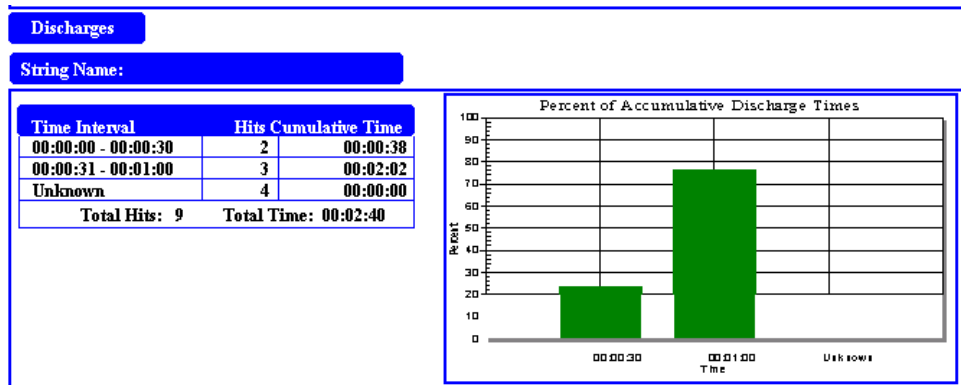 Discharges
String Name:
Time Interval Hits Cumulative Time
00:00:00 - 00:00:30 2 00:00:38
00:00:31 - 00:01:00 3 00:02:02
Unknown 4 00:00:00
Total Hits: 9 Total Time: 00:02:40
Percent of Accumulative Discharge Times
100
90
80
70
60
50
40
30
20
10
0
Percent
00:00:30 00:01:00 Unknown
Time